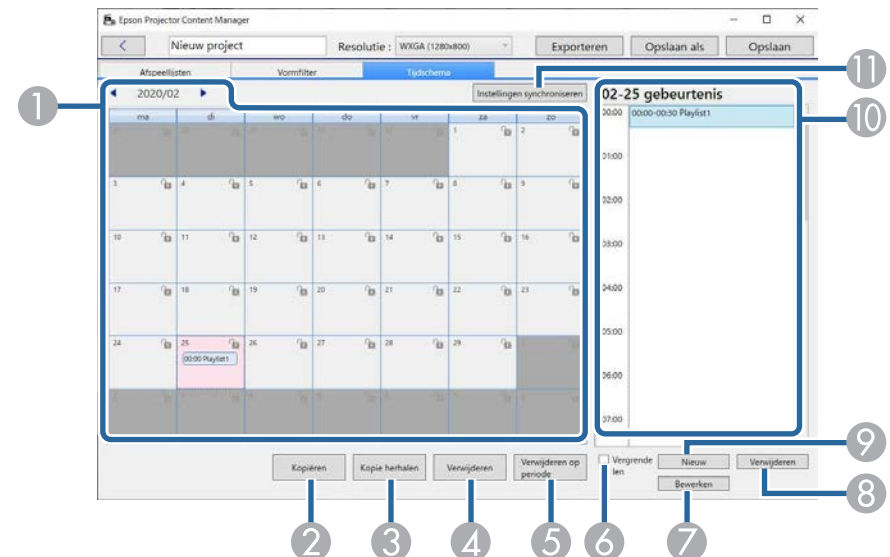 Epson Projector Content Manager
Nieuw project Resolutie : WXGA (1280x800) Exporteren Opslaan als Opslaan
Afspeellijsten Vormfilter Tijdschema
2020/02 Instellingen synchroniseren
ma di wo do vr za zo
1 2
3 4 5 6 7 8 9
10 11 12 13 14 15 16
17 18 19 20 21 22 23
24 25 26 27 28 29
00:00 Playlist1
Kopiëren Kopie herhalen Verwijderen Verwijderen op
periode
02-25 gebeurtenis
00:00 00:00-00:30 Playlist1
01:00
02:00
03:00
04:00
05:00
06:00
07:00
Vergrende
len
Nieuw Verwijderen
Bewerken
1
2
3
4
5
6
7
8
9
10
11